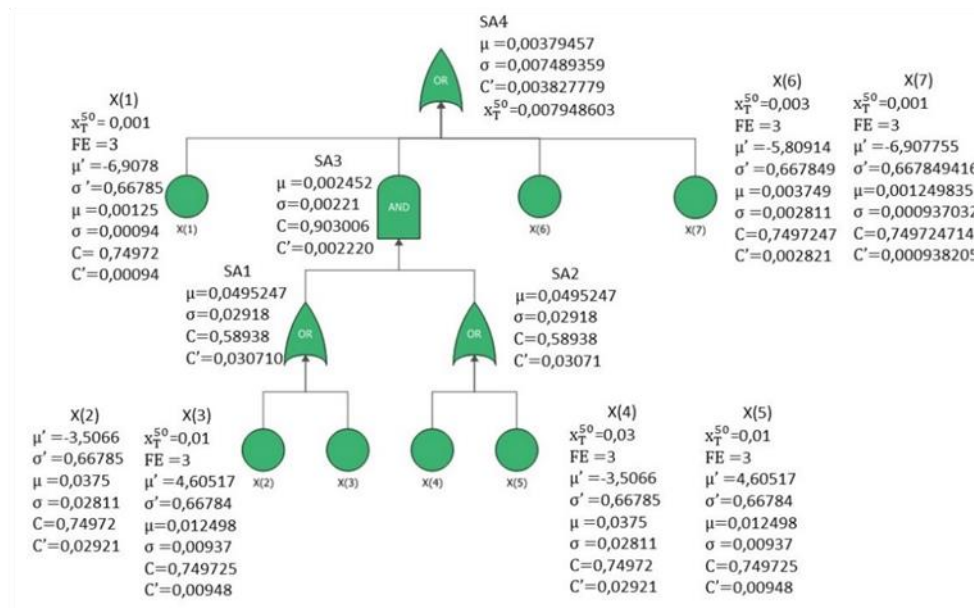 SA4
μ =0,00379457
σ =0,007489359
C'=0,003827779
x_T^50=0,007948603
OR
X(1)
x_T^50= 0,001
FE =3
μ'=-6,9078
σ'=0,66785
μ=0,00125
σ=0,00094
C= 0,74972
C'=0,00094
X(1)
SA3
μ=0,002452
σ=0,00221
C=0,903006
C'=0,002220
AND
X(6)
X(7)
X(6)
x_T^50=0,003
FE =3
μ'=-5,80914
σ'=0,667849
μ=0,003749
σ=0,002811
C=0,7497247
C'=0,002821
X(7)
x_T^50=0,001
FE =3
μ'=-6,907755
σ'=0,667849416
μ=0,001249835
σ=0,000937032
C=0,749724714
C'=0,000938205
SA1
μ=0,0495247
σ=0,02918
C=0,58938
C'=0,030710
OR
SA2
μ=0,0495247
σ=0,02918
C=0,58938
C'=0,03071
OR
X(2)
μ'=-3,5066
σ'=0,66785
μ=0,0375
σ=0,02811
C=0,74972
C'=0,02921
X(3)
x_T^50=0,01
FE =3
μ'=4,60517
σ'=0,66784
μ=0,012498
σ=0,00937
C=0,749725
C'=0,00948
X(2)
X(3)
X(4)
X(5)
X(4)
x_T^50=0,03
FE =3
μ'=-3,5066
σ'=0,66785
μ=0,0375
σ=0,02811
C=0,74972
C'=0,02921
X(5)
x_T^50=0,01
FE =3
μ'=4,60517
σ'=0,66784
μ=0,012498
σ=0,00937
C=0,749725
C'=0,00948